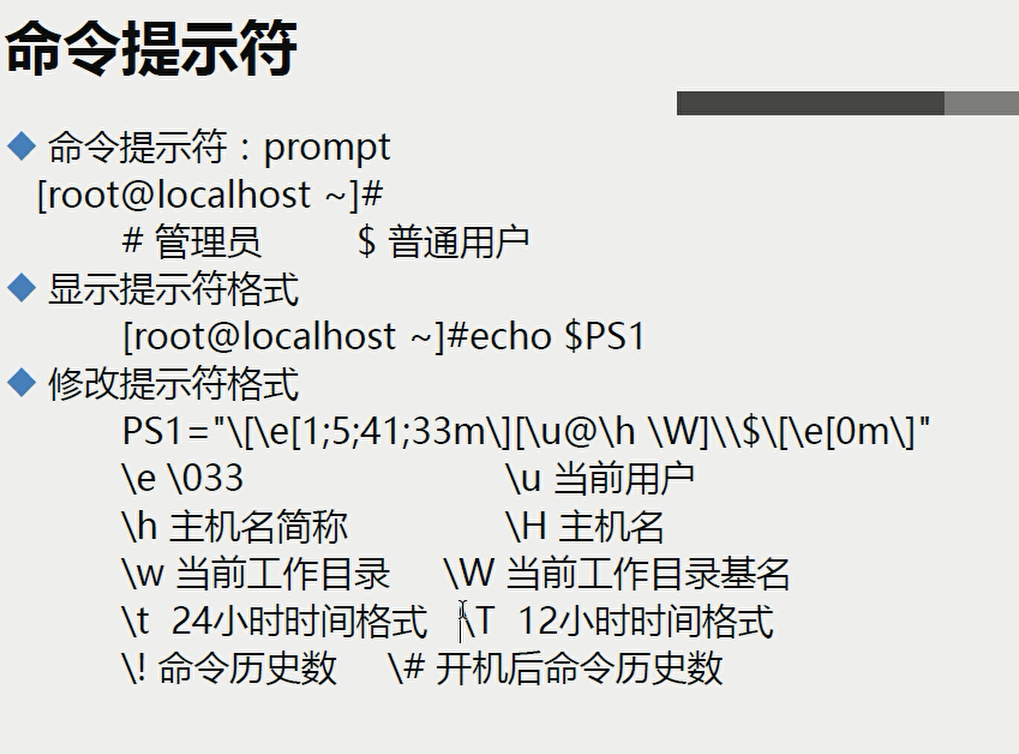 命令提示符
命令提示符：prompt
[root@localhost ~]#
# 管理员 $ 普通用户
显示提示符格式
[root@localhost ~]#echo $PS1
修改提示符格式
PS1="\[\e[1;5;41;33m\][\u@\h \W]\\$\[\e[0m\]"
\e \033 \u 当前用户
\h 主机名简称 \H 主机名
\w 当前工作目录 \W 当前工作目录基名
\t 24小时时间格式 \T 12小时时间格式
\! 命令历史数 \# 开机后命令历史数